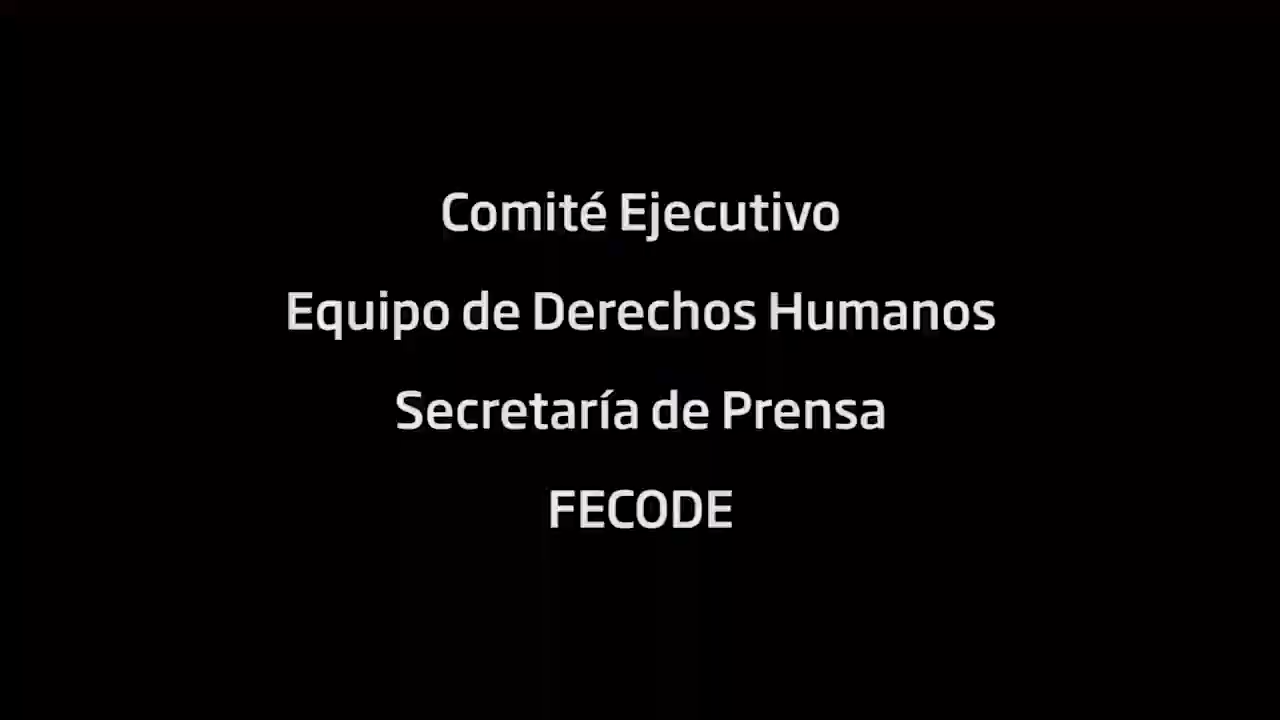 Comité Ejecutivo
Equipo de Derechos Humanos
Secretaría de Prensa
FECODE